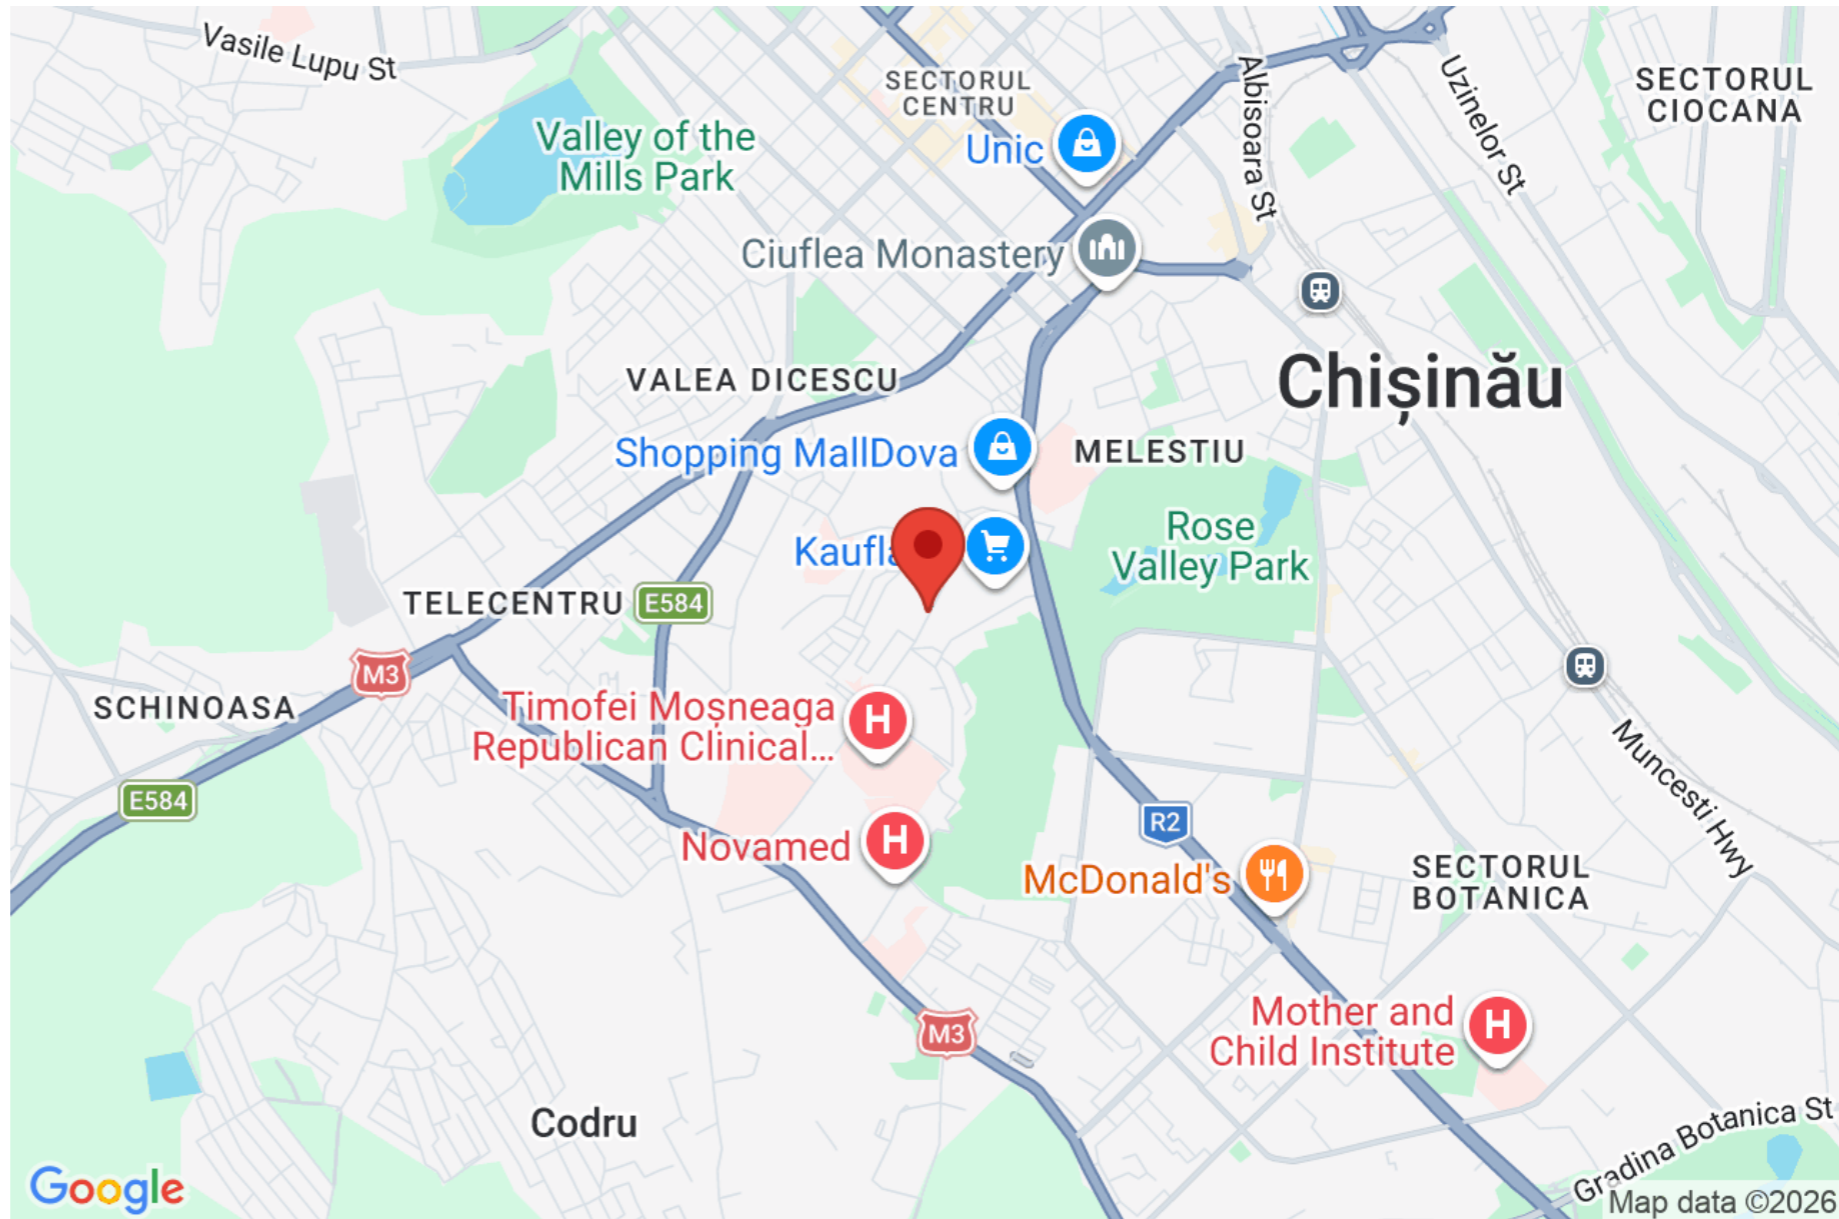 Vasile Lupu St
SECTORUL
CENTRU
Albisoara St
Uzinelor St
SECTORUL
CIOCANA
Valley of the
Mills Park
Unic
Ciuflea Monastery
VALEA DICESCU
Chișinău
Shopping MallDova
MELESTIU
Rose
Valley Park
Kaufla
TELECENTRU
E584
M3
SCHINOASA
Timofei Moșneaga
Republican Clinical...
H
E584
Novamed
H
R2
McDonald's
SECTORUL
BOTANICA
Muncesti Hwy
M3
Mother and
Child Institute
H
Codru
Gradina Botanica St
Google
Map data ©2026